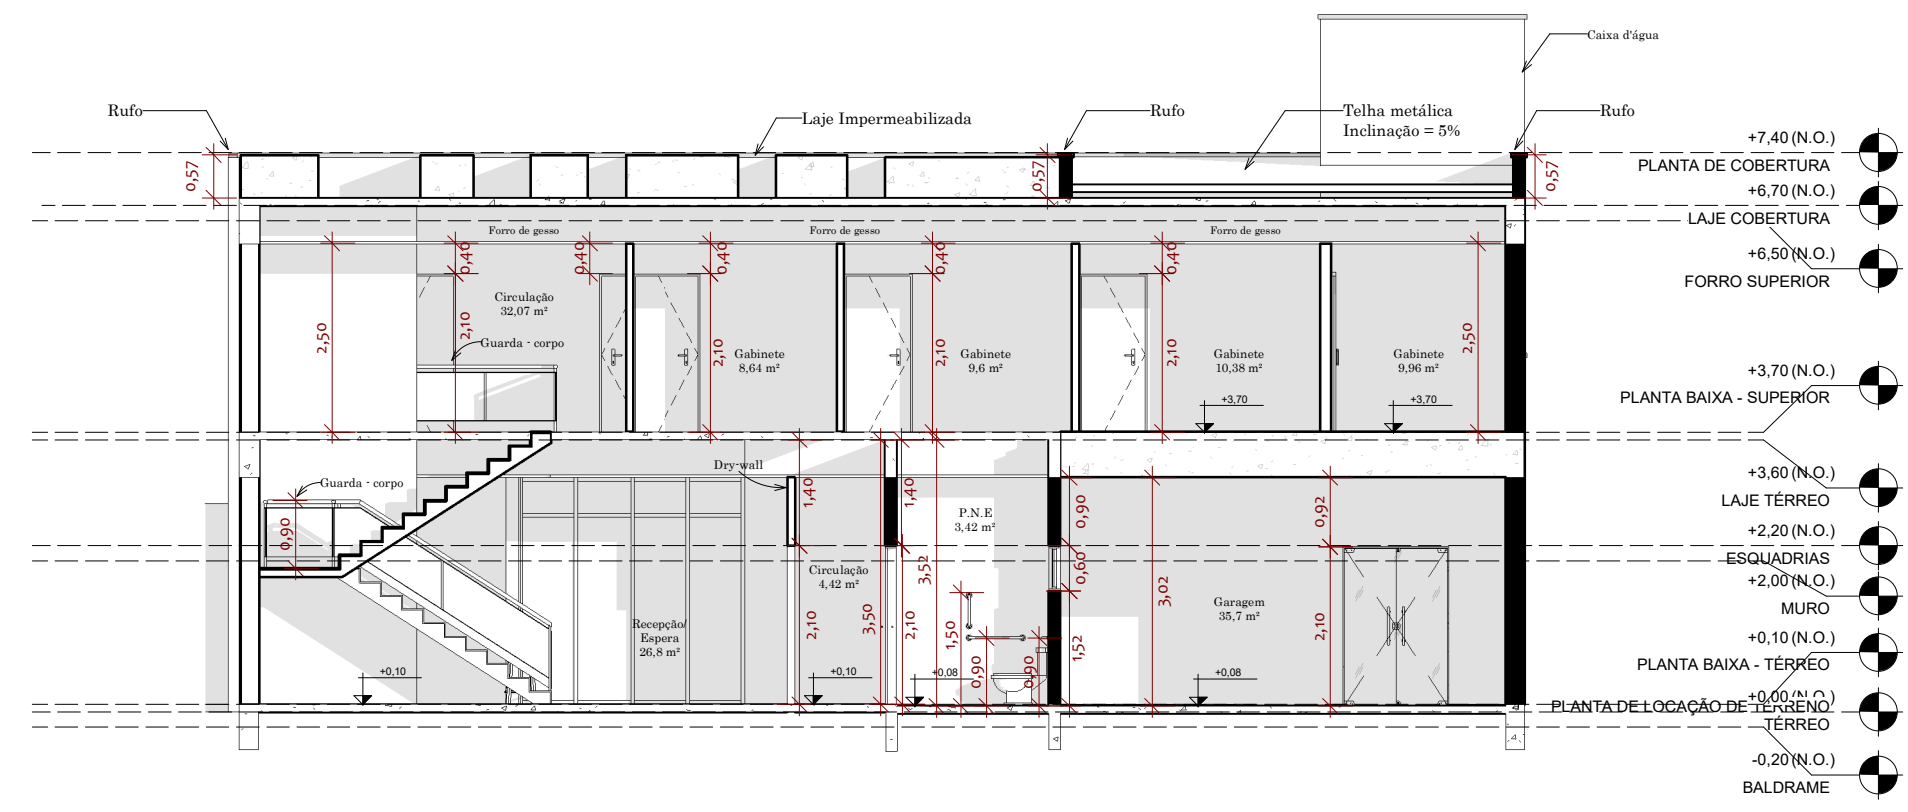 Caixa d'água
Rufo
Laje Impermeabilizada
Rufo
Telha metálica
Inclinação = 5%
Rufo
+7,40 (N.O.)
PLANTA DE COBERTURA
0,57
0,57
0,57
+6,70 (N.O.)
LAJE COBERTURA
Forro de gesso
Forro de gesso
Forro de gesso
+6,50 (N.O.)
FORRO SUPERIOR
0,40
0,40
0,40
0,40
0,40
Circulação
32,07 m²
2,50
2,10
Guarda - corpo
2,10
Gabinete
8,64 m²
2,10
Gabinete
9,6 m²
2,10
Gabinete
10,38 m²
Gabinete
9,96 m²
2,50
+3,70
+3,70
+3,70 (N.O.)
PLANTA BAIXA - SUPERIOR
Dry-wall
Guarda - corpo
0,90
1,40
1,40
P.N.E
3,42 m²
0,90
0,92
+3,60 (N.O.)
LAJE TÉRREO
+2,20 (N.O.)
ESQUADRIAS
Circulação
4,42 m²
3,52
0,60
3,02
+2,00 (N.O.)
MURO
Recepção/
Espera
26,8 m²
2,10
3,50
2,10
1,50
0,90
0,90
1,52
Garagem
35,7 m²
2,10
+0,10
+0,10
+0,08
+0,08
+0,10 (N.O.)
PLANTA BAIXA - TÉRREO
+0,00 (N.O.)
PLANTA DE LOCAÇÃO DE TERRENO
TÉRREO
-0,20 (N.O.)
BALDRAME